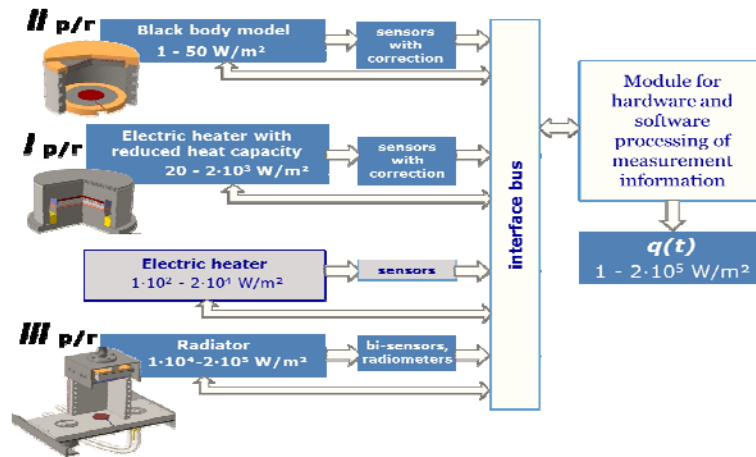 II p/r
Black body model
1 - 50 W/m²
sensors
with
correction
I p/r
Electric heater with
reduced heat capacity
20 - 2·10³ W/m²
sensors
with
correction
Electric heater
1·10² - 2·10⁴ W/m²
sensors
III p/r
Radiator
1·10⁴-2·10⁵ W/m²
bi-sensors,
radiometers
interface bus
Module for
hardware and
software
processing of
measurement
information
q(t)
1 - 2·10⁵ W/m²